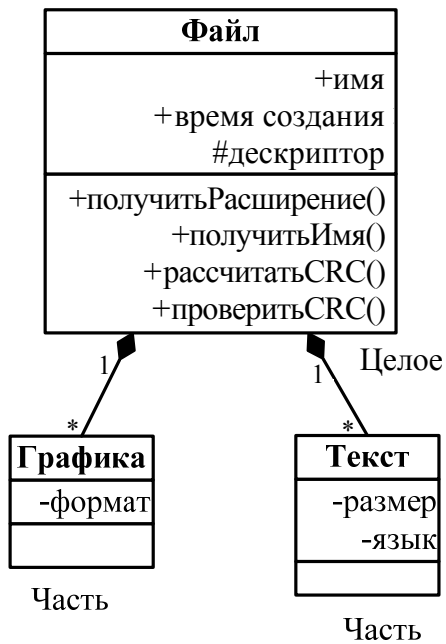 Файл
+имя
+время создания
#дескриптор
+получитьРасширение()
+получитьИмя()
+рассчитатьCRC()
+проверитьCRC()
1
1
Целое
*
*
Графика
-формат
Текст
-размер
-язык
Часть
Часть